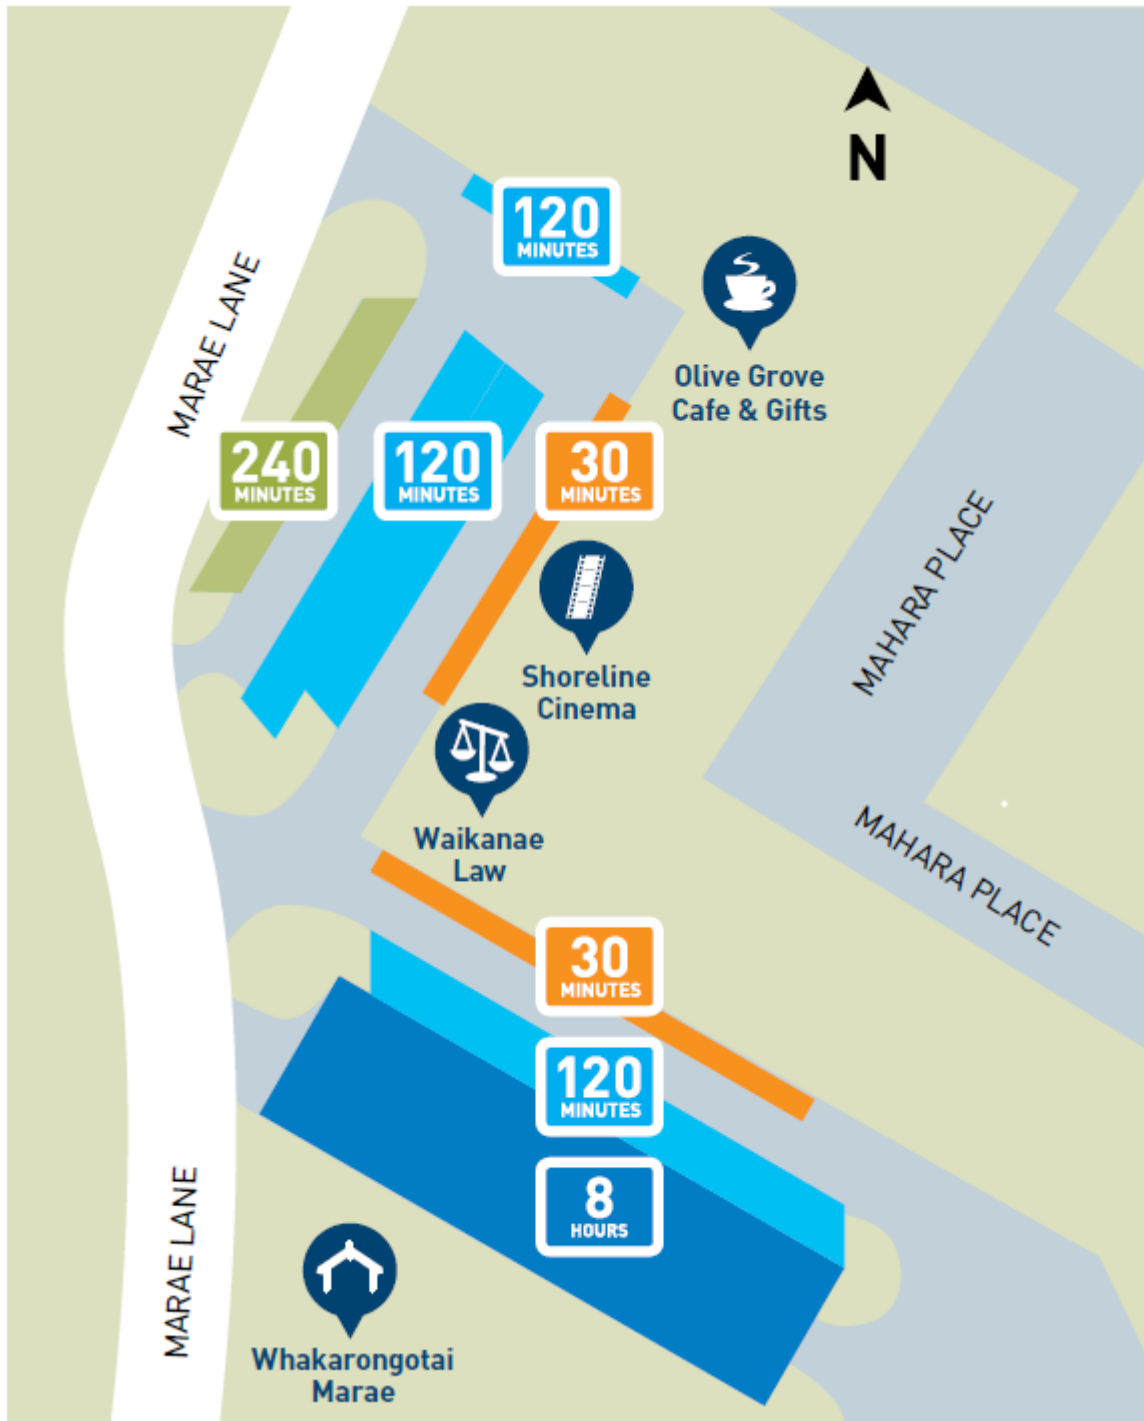 N
120
MINUTES
MARAE LANE
Olive Grove
Cafe & Gifts
240
MINUTES
120
MINUTES
30
MINUTES
MAHARA PLACE
Shoreline
Cinema
Waikanae
Law
MAHARA PLACE
30
MINUTES
120
MINUTES
8
HOURS
MARAE LANE
Whakarongotai
Marae